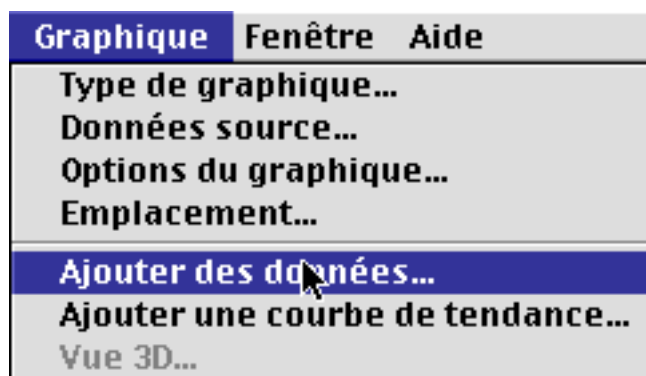 Graphique Fenêtre Aide
Type de graphique...
Données source...
Options du graphique...
Emplacement...
Ajouter des données...
Ajouter une courbe de tendance...
Vue 3D...